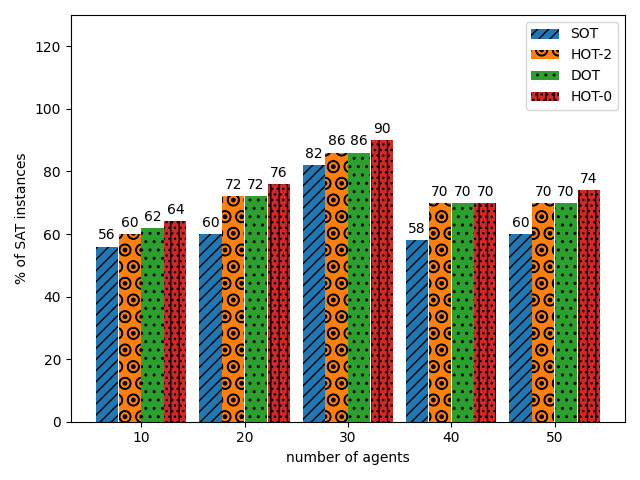 SOT
HOT-2
DOT
HOT-0
% of SAT instances
120
100
80
60
40
20
0
56 60 62 64
60 72 72 76
82 86 86 90
58 70 70 70
60 70 70 74
10 20 30 40 50
number of agents